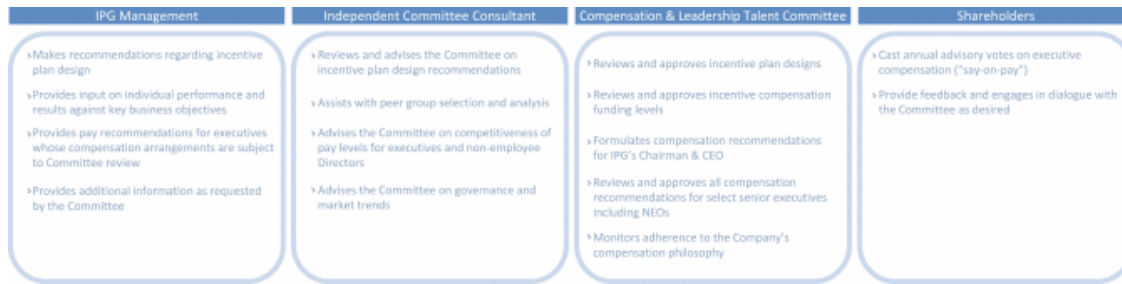 IPG Management
› Makes recommendations regarding incentive
plan design
› Provides input on individual performance and
results against key business objectives
› Provides pay recommendations for executives
whose compensation arrangements are subject
to Committee review
› Provides additional information as requested
by the Committee
Independent Committee Consultant
› Reviews and advises the Committee on
incentive plan design recommendations
› Assists with peer group selection and analysis
› Advises the Committee on competitiveness of
pay levels for executives and non-employee
Directors
› Advises the Committee on governance and
market trends
Compensation & Leadership Talent Committee
› Reviews and approves incentive plan designs
› Reviews and approves incentive compensation
funding levels
› Formulates compensation recommendations
for IPG's Chairman & CEO
› Reviews and approves all compensation
recommendations for select senior executives
including NEOs
› Monitors adherence to the Company's
compensation philosophy
Shareholders
› Cast annual advisory votes on executive
compensation ("say-on-pay")
› Provide feedback and engages in dialogue with
the Committee as desired